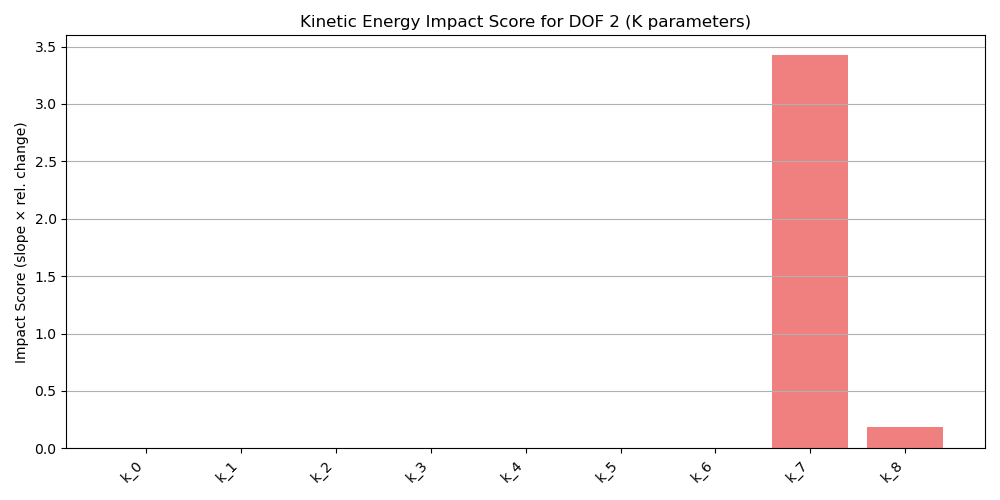 Kinetic Energy Impact Score for DOF 2 (K parameters)
Impact Score (slope × rel. change)
3.5
3.0
2.5
2.0
1.5
1.0
0.5
0.0
k_0 k_1 k_2 k_3 k_4 k_5 k_6 k_7 k_8